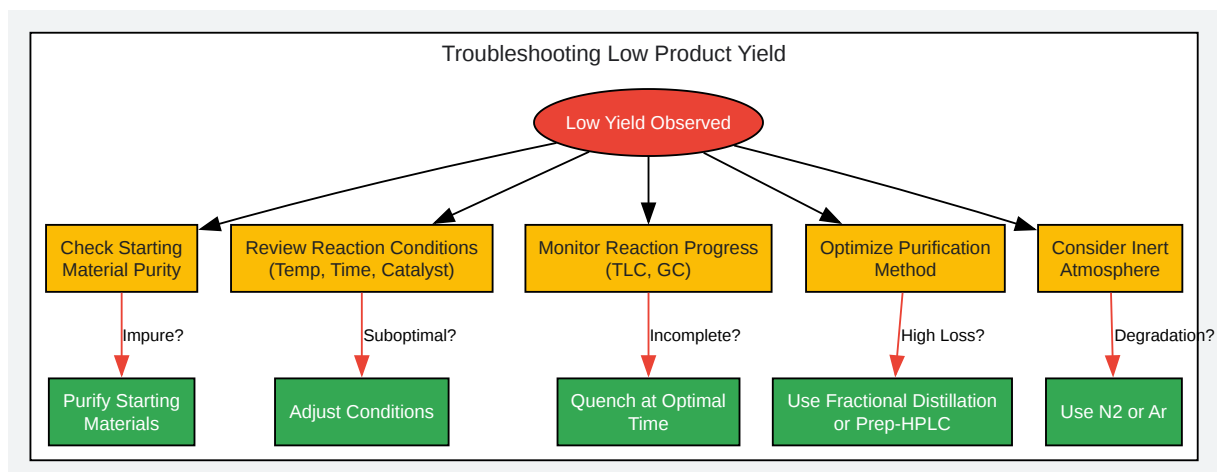 Troubleshooting Low Product Yield
Low Yield Observed
Check Starting
Material Purity
Review Reaction Conditions
(Temp, Time, Catalyst)
Monitor Reaction Progress
(TLC, GC)
Optimize Purification
Method
Consider Inert
Atmosphere
Impure?
Suboptimal?
Incomplete?
High Loss?
Degradation?
Purify Starting
Materials
Adjust Conditions
Quench at Optimal
Time
Use Fractional Distillation
or Prep-HPLC
Use N2 or Ar